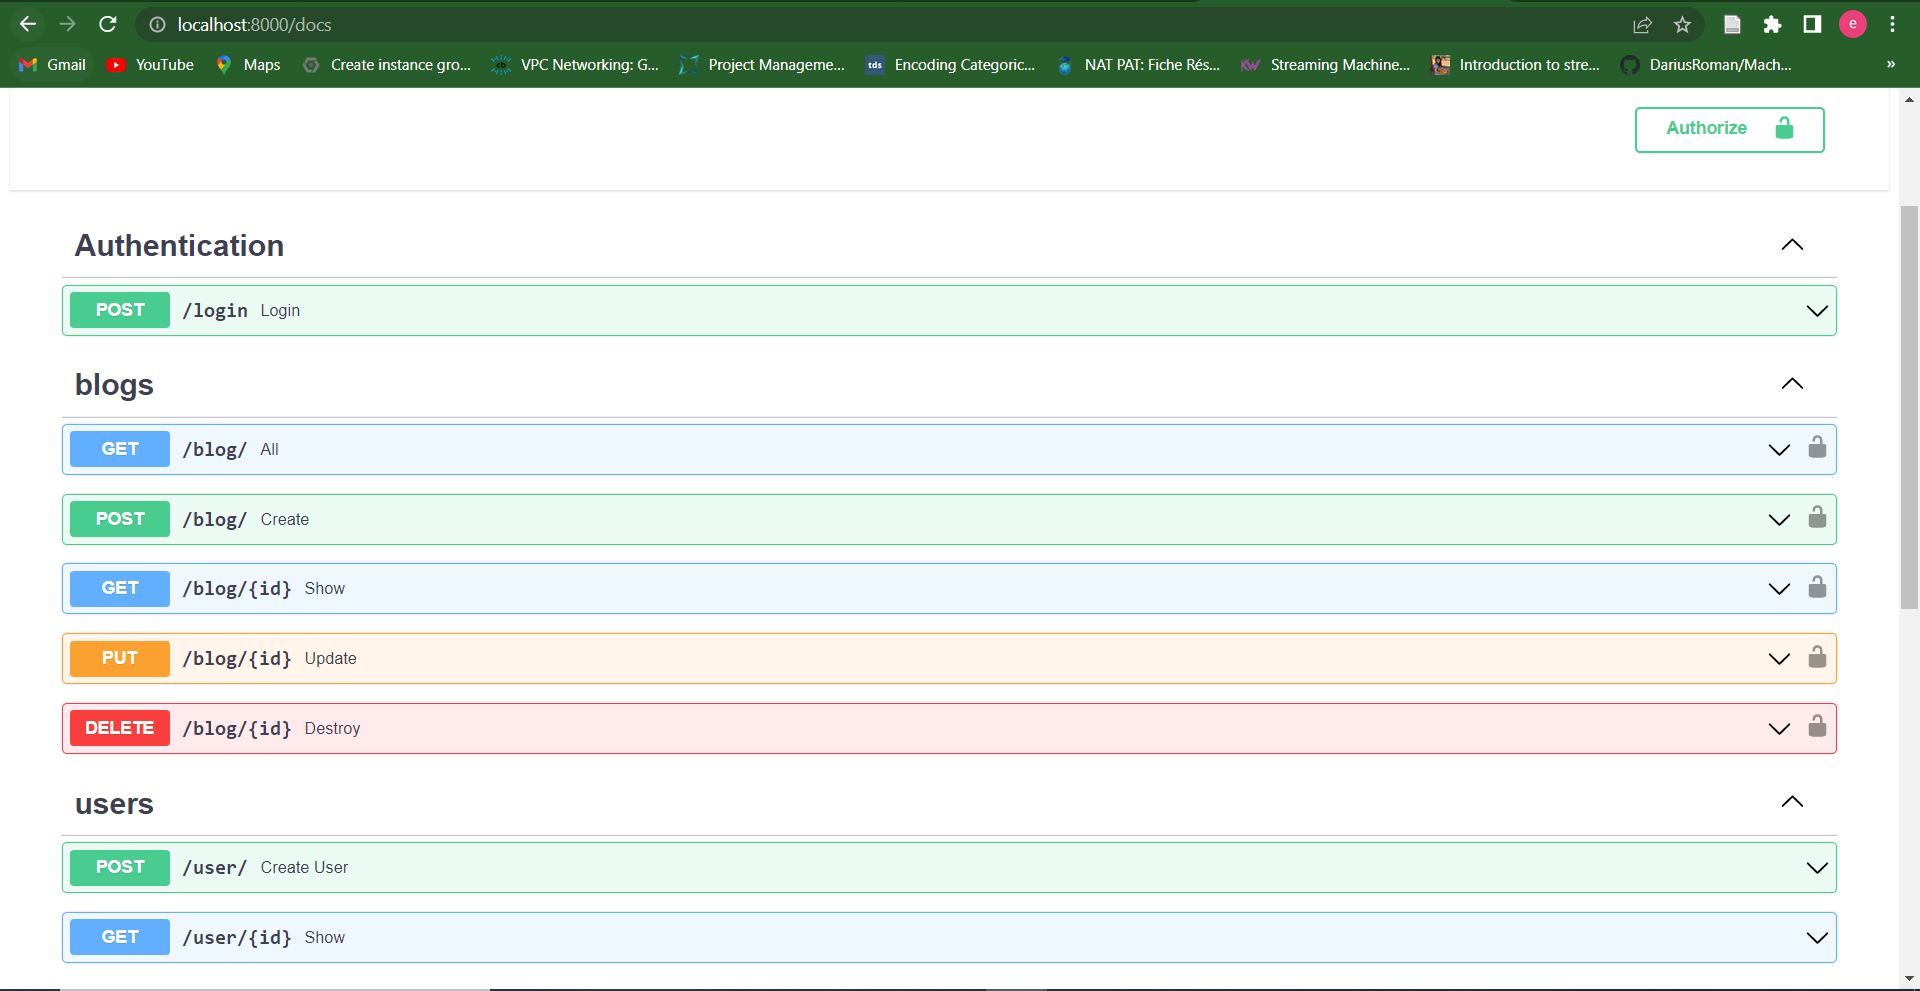 localhost:8000/docs
e
Gmail YouTube Maps Create instance gro... VPC Networking: G... Project Manageme... tds Encoding Categoric... NAT PAT: Fiche Rés... KW Streaming Machine... Introduction to stre... DariusRoman/Mach... »
Authorize
Authentication
POST /login Login
blogs
GET /blog/ All
POST /blog/ Create
GET /blog/{id} Show
PUT /blog/{id} Update
DELETE /blog/{id} Destroy
users
POST /user/ Create User
GET /user/{id} Show